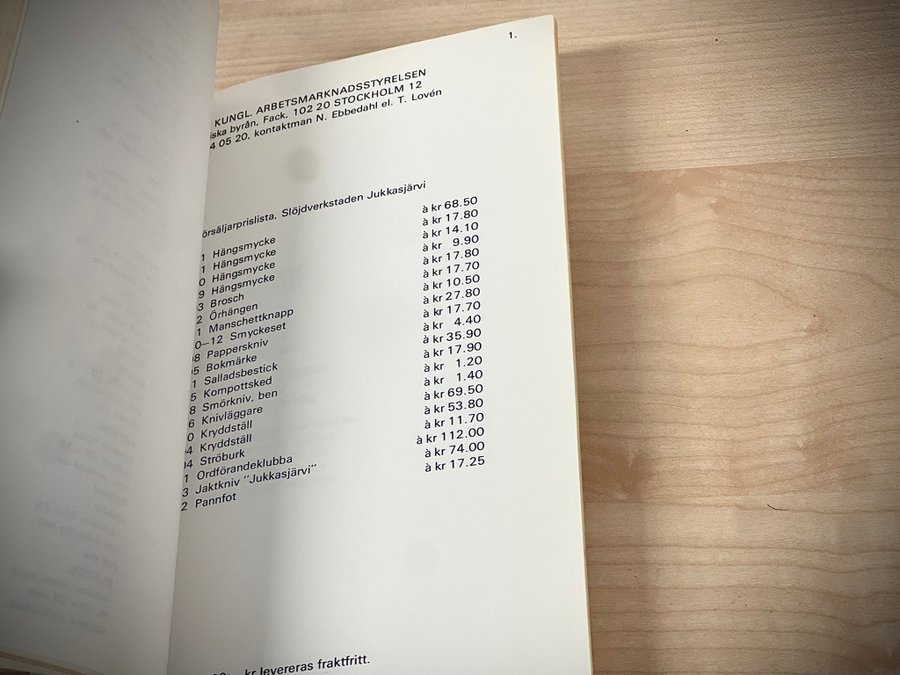 1.
KUNGL. ARBETSMARKNADSSTYRELSEN
iska byrån, Fack, 102 20 STOCKHOLM 12
4 05 20, kontaktman N. Ebbedahl el. T. Lovén
örsäljarprislista, Slöjdverkstaden Jukkasjärvi
1 Hängsmycke à kr 68.50
1 Hängsmycke à kr 17.80
0 Hängsmycke à kr 14.10
9 Hängsmycke à kr 9.90
3 Brosch à kr 17.80
2 Örhängen à kr 17.70
1 Manschettknapp à kr 10.50
0–12 Smyckeset à kr 27.80
08 Papperskniv à kr 17.70
05 Bokmärke à kr 4.40
1 Salladsbestick à kr 35.90
5 Kompottsked à kr 17.90
8 Smörkniv, ben à kr 1.20
6 Knivläggare à kr 1.40
0 Kryddställ à kr 69.50
04 Kryddställ à kr 53.80
04 Ströburk à kr 11.70
1 Ordförandeklubba à kr 112.00
3 Jaktkniv "Jukkasjärvi" à kr 74.00
2 Pannfot à kr 17.25
kr levereras fraktfritt.